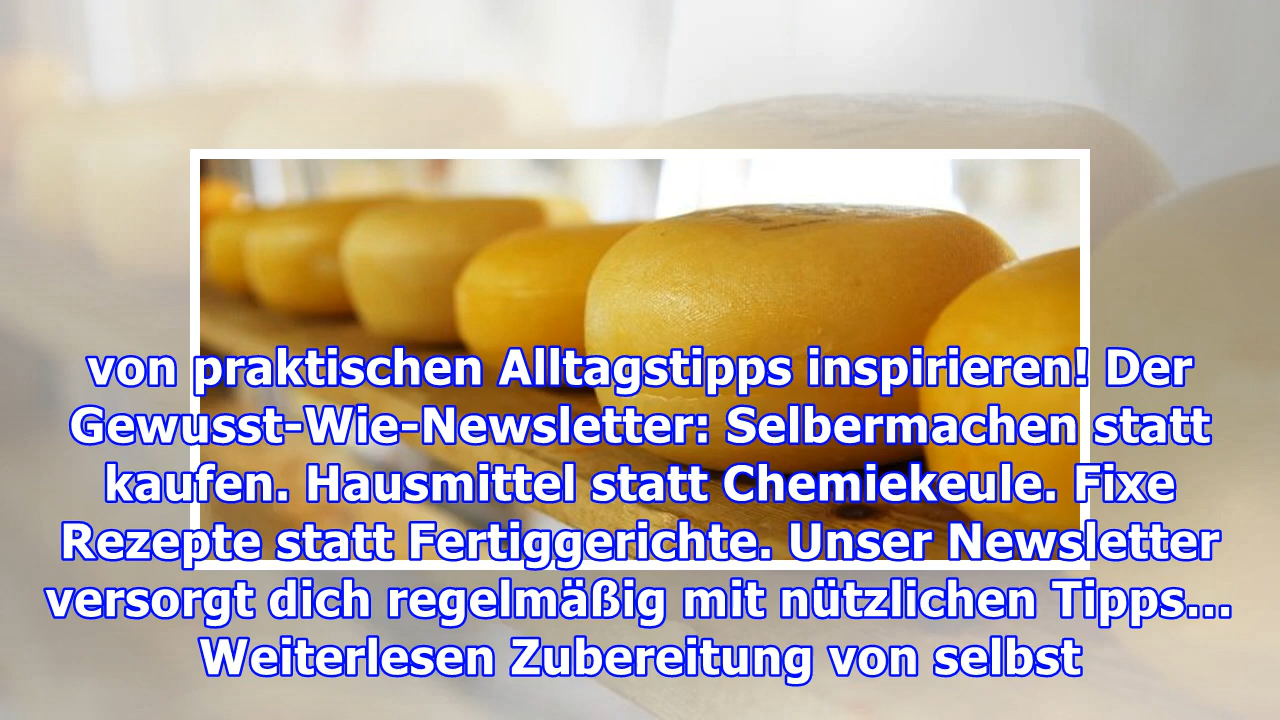 von praktischen Alltagstipps inspirieren! Der
Gewusst-Wie-Newsletter: Selbermachen statt
kaufen. Hausmittel statt Chemiekeule. Fixe
Rezepte statt Fertiggerichte. Unser Newsletter
versorgt dich regelmäßig mit nützlichen Tipps...
Weiterlesen Zubereitung von selbst